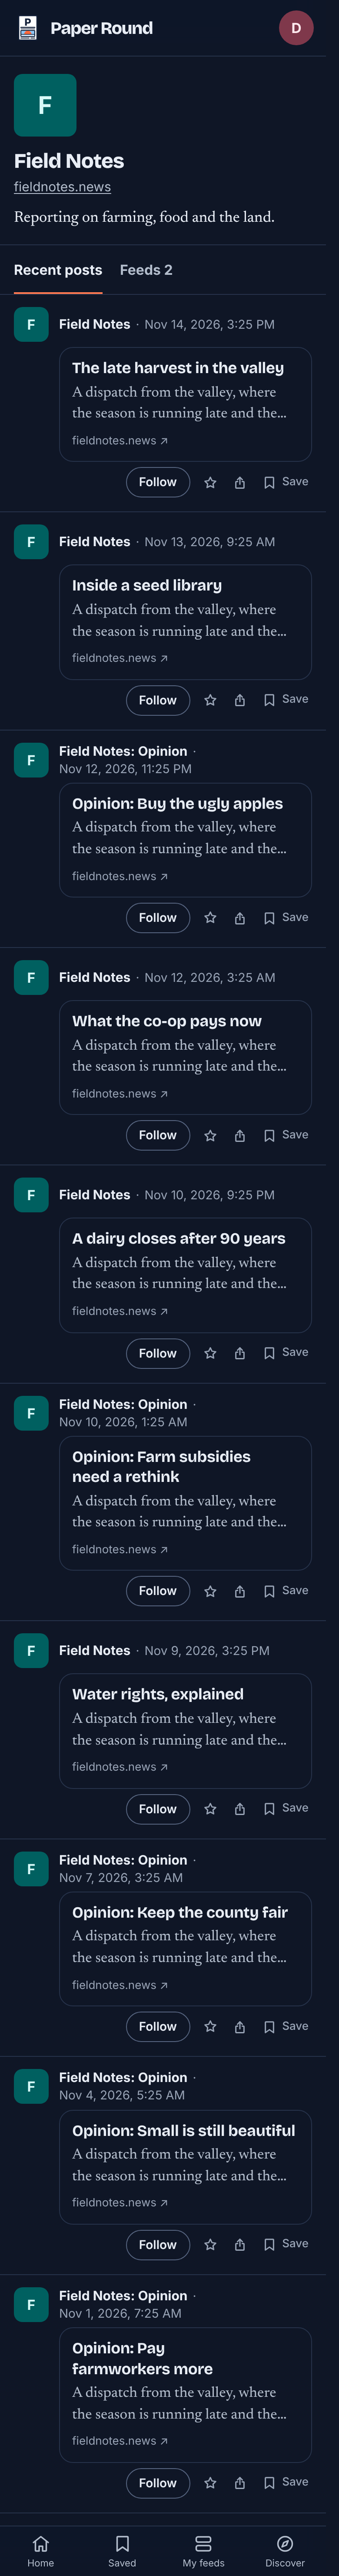 P
Paper Round
D
F
Field Notes
fieldnotes.news
Reporting on farming, food and the land.
Recent posts
Feeds 2
F
Field Notes · Nov 14, 2026, 3:25 PM
The late harvest in the valley
A dispatch from the valley, where
the season is running late and the...
fieldnotes.news ↗
Follow
Save
F
Field Notes · Nov 13, 2026, 9:25 AM
Inside a seed library
A dispatch from the valley, where
the season is running late and the...
fieldnotes.news ↗
Follow
Save
F
Field Notes: Opinion ·
Nov 12, 2026, 11:25 PM
Opinion: Buy the ugly apples
A dispatch from the valley, where
the season is running late and the...
fieldnotes.news ↗
Follow
Save
F
Field Notes · Nov 12, 2026, 3:25 AM
What the co-op pays now
A dispatch from the valley, where
the season is running late and the...
fieldnotes.news ↗
Follow
Save
F
Field Notes · Nov 10, 2026, 9:25 PM
A dairy closes after 90 years
A dispatch from the valley, where
the season is running late and the...
fieldnotes.news ↗
Follow
Save
F
Field Notes: Opinion ·
Nov 10, 2026, 1:25 AM
Opinion: Farm subsidies
need a rethink
A dispatch from the valley, where
the season is running late and the...
fieldnotes.news ↗
Follow
Save
F
Field Notes · Nov 9, 2026, 3:25 PM
Water rights, explained
A dispatch from the valley, where
the season is running late and the...
fieldnotes.news ↗
Follow
Save
F
Field Notes: Opinion ·
Nov 7, 2026, 3:25 AM
Opinion: Keep the county fair
A dispatch from the valley, where
the season is running late and the...
fieldnotes.news ↗
Follow
Save
F
Field Notes: Opinion ·
Nov 4, 2026, 5:25 AM
Opinion: Small is still beautiful
A dispatch from the valley, where
the season is running late and the...
fieldnotes.news ↗
Follow
Save
F
Field Notes: Opinion ·
Nov 1, 2026, 7:25 AM
Opinion: Pay
farmworkers more
A dispatch from the valley, where
the season is running late and the...
fieldnotes.news ↗
Follow
Save
Home
Saved
My feeds
Discover